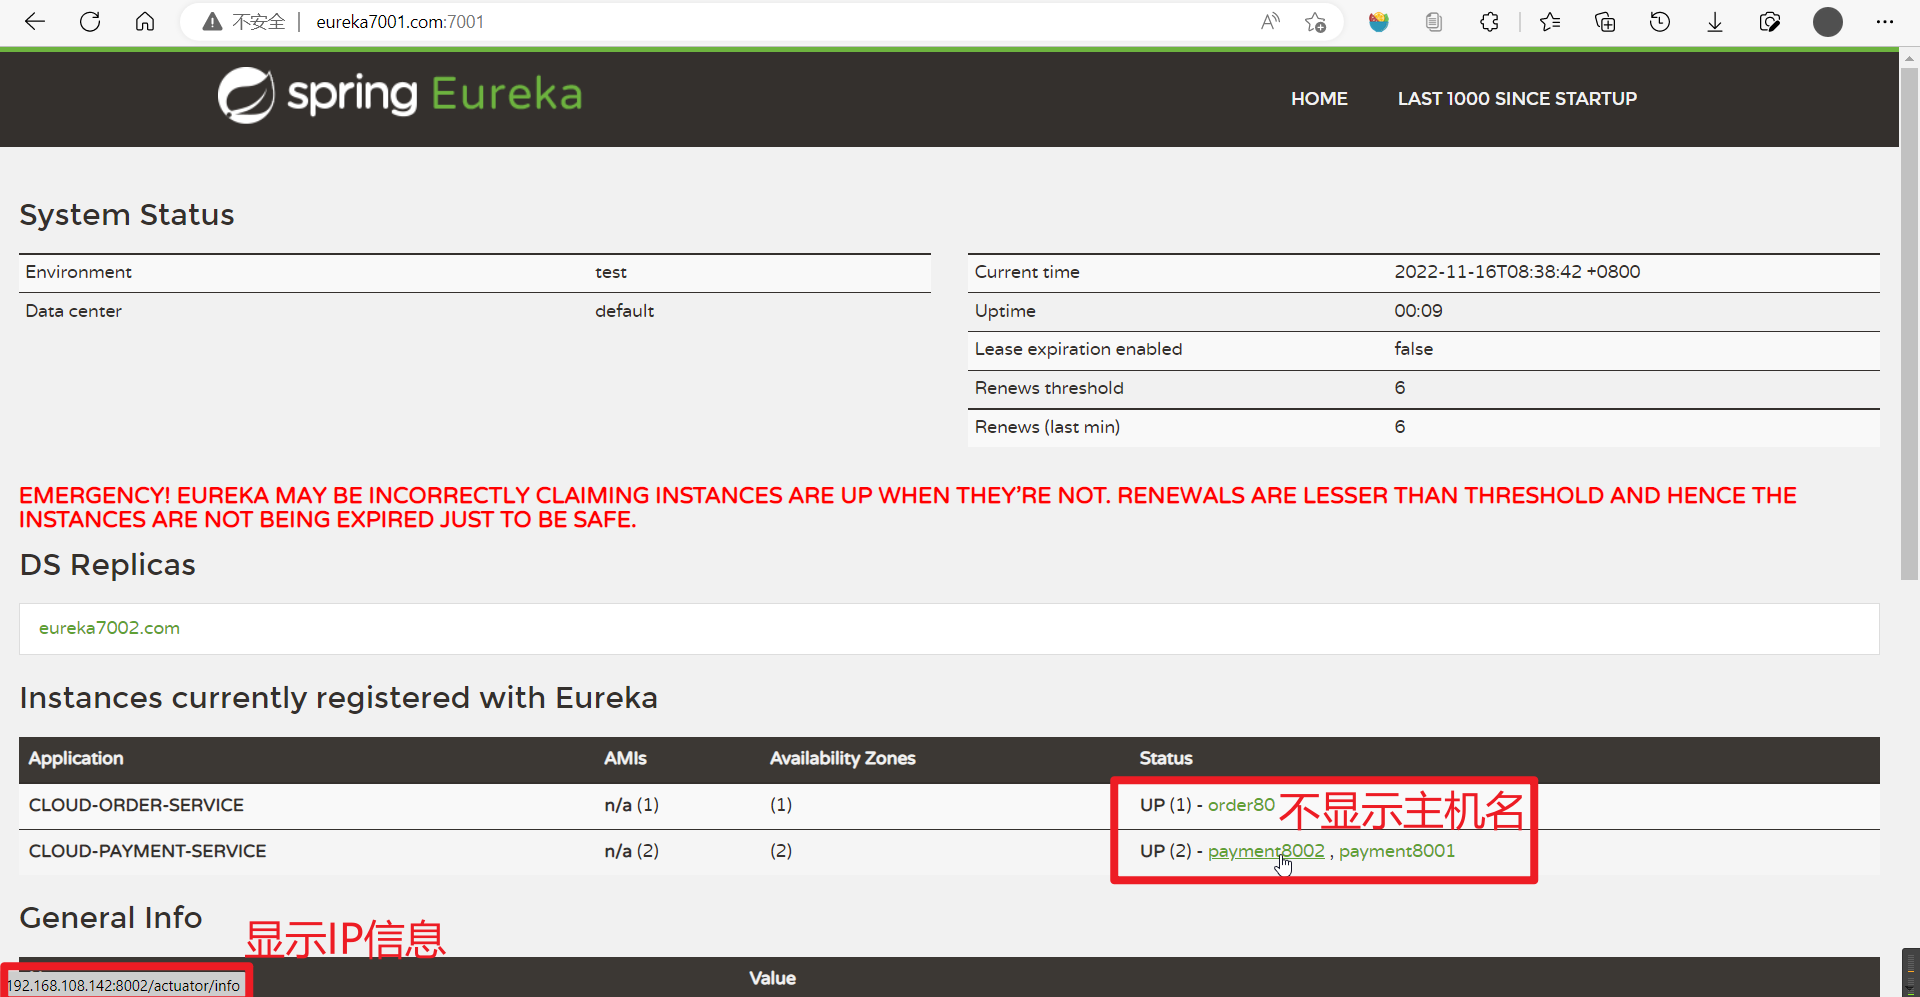 不安全 | eureka7001.com:7001
spring Eureka
HOME LAST 1000 SINCE STARTUP
System Status
Environment test
Data center default
Current time 2022-11-16T08:38:42 +0800
Uptime 00:09
Lease expiration enabled false
Renews threshold 6
Renews (last min) 6
EMERGENCY! EUREKA MAY BE INCORRECTLY CLAIMING INSTANCES ARE UP WHEN THEY'RE NOT. RENEWALS ARE LESSER THAN THRESHOLD AND HENCE THE
INSTANCES ARE NOT BEING EXPIRED JUST TO BE SAFE.
DS Replicas
eureka7002.com
Instances currently registered with Eureka
Application AMIs Availability Zones Status
CLOUD-ORDER-SERVICE n/a (1) (1) UP (1) - order80 不显示主机名
CLOUD-PAYMENT-SERVICE n/a (2) (2) UP (2) - payment8002 , payment8001
General Info
显示IP信息
Value
192.168.108.142:8002/actuator/info